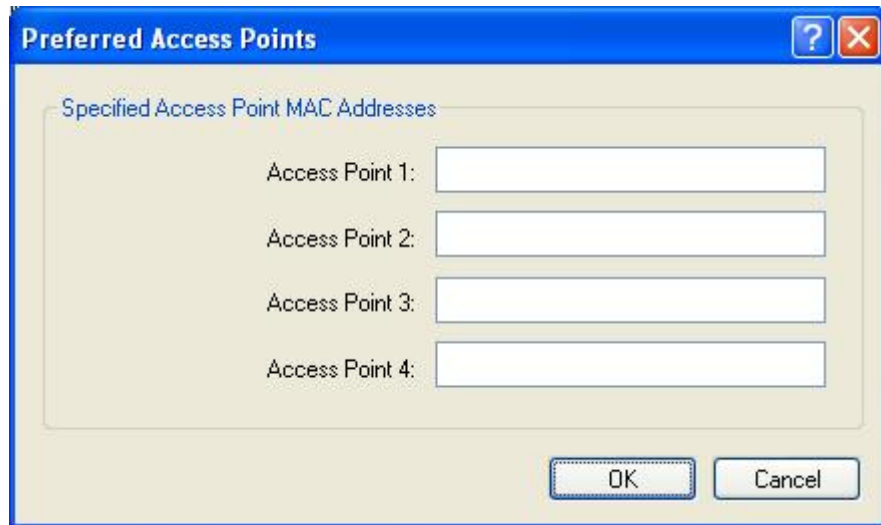 Preferred Access Points ?
Specified Access Point MAC Addresses
Access Point 1:
Access Point 2:
Access Point 3:
Access Point 4:
OK Cancel